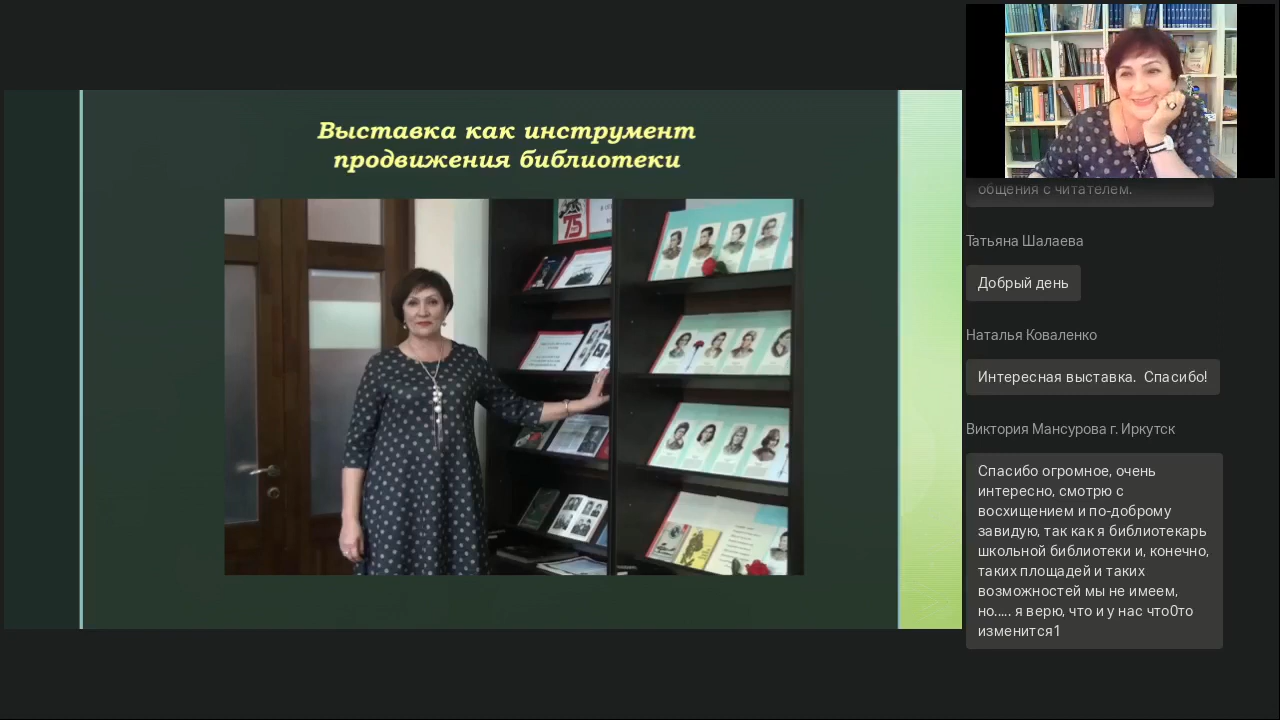 Выставка как инструмент
продвижения библиотеки
75
общения с читателем.
Татьяна Шалаева
Добрый день
Наталья Коваленко
Интересная выставка. Спасибо!
Виктория Мансурова г. Иркутск
Спасибо огромное, очень
интересно, смотрю с
восхищением и по-доброму
завидую, так как я библиотекарь
школьной библиотеки и, конечно,
таких площадей и таких
возможностей мы не имеем,
но..... я верю, что и у нас что0то
изменится1